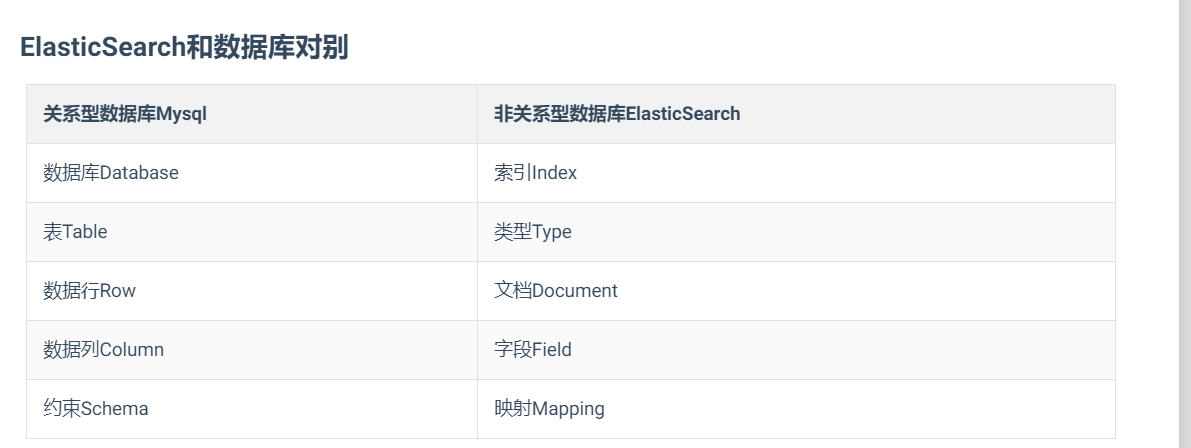 ElasticSearch和数据库对别
关系型数据库Mysql 非关系型数据库ElasticSearch
数据库Database 索引Index
表Table 类型Type
数据行Row 文档Document
数据列Column 字段Field
约束Schema 映射Mapping